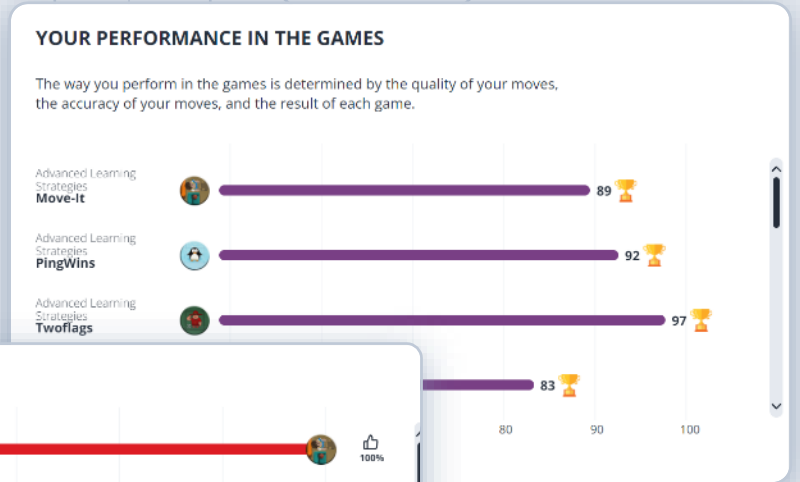 YOUR PERFORMANCE IN THE GAMES
The way you perform in the games is determined by the quality of your moves,
the accuracy of your moves, and the result of each game.
Advanced Learning
Strategies
Move-It
89
Advanced Learning
Strategies
PingWins
92
Advanced Learning
Strategies
Twoflags
97
83
80 90 100
100%